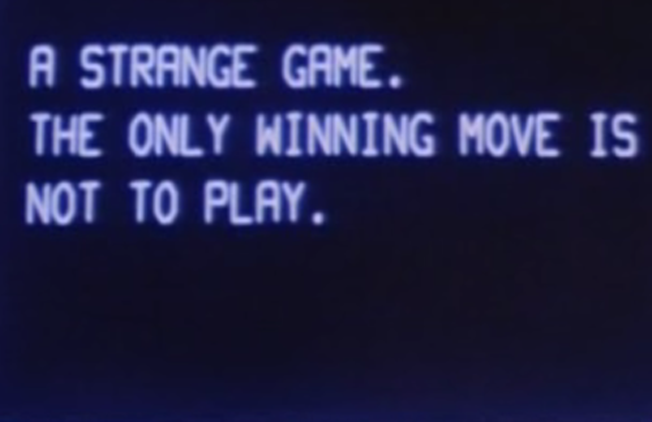 A STRANGE GAME.
THE ONLY WINNING MOVE IS
NOT TO PLAY.